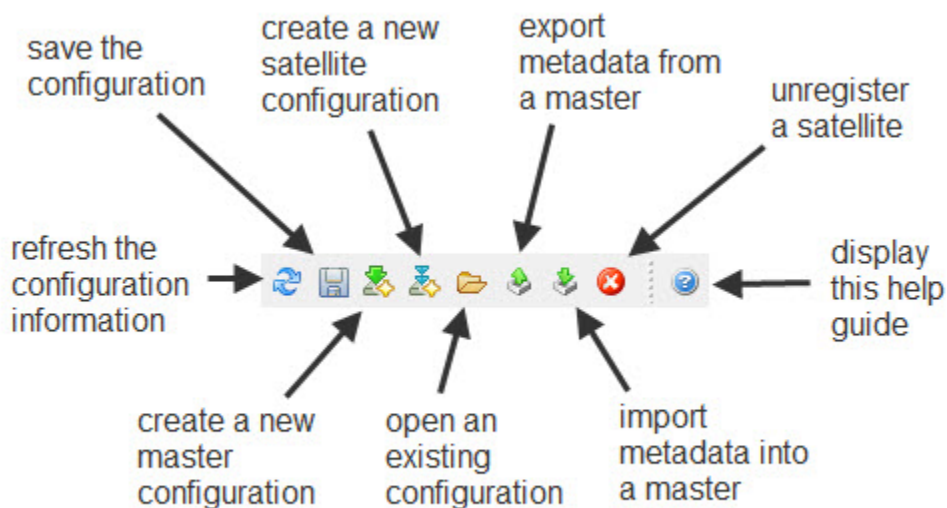 save the
configuration
create a new
satellite
configuration
export
metadata from
a master
unregister
a satellite
refresh the
configuration
information
display
this help
guide
create a new
master
configuration
open an
existing
configuration
import
metadata into
a master